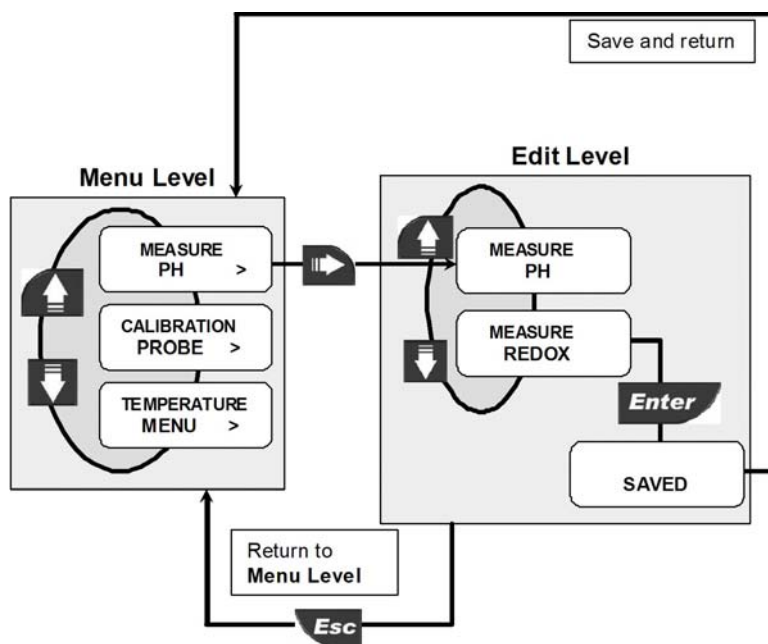 Save and return
Menu Level
Edit Level
MEASURE
PH >
CALIBRATION
PROBE >
TEMPERATURE
MENU >
MEASURE
PH
MEASURE
REDOX
Enter
SAVED
Return to
Menu Level
Esc